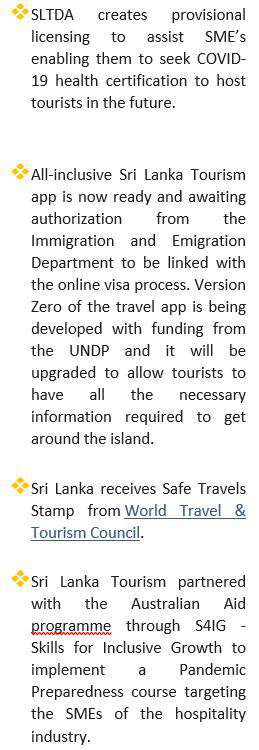 SLTDA creates provisional
licensing to assist SME’s
enabling them to seek COVID-
19 health certification to host
tourists in the future.
All-inclusive Sri Lanka Tourism
app is now ready and awaiting
authorization from the
Immigration and Emigration
Department to be linked with
the online visa process. Version
Zero of the travel app is being
developed with funding from
the UNDP and it will be
upgraded to allow tourists to
have all the necessary
information required to get
around the island.
Sri Lanka receives Safe Travels
Stamp from World Travel &
Tourism Council.
Sri Lanka Tourism partnered
with the Australian Aid
programme through S4IG -
Skills for Inclusive Growth to
implement a Pandemic
Preparedness course targeting
the SMEs of the hospitality
industry.